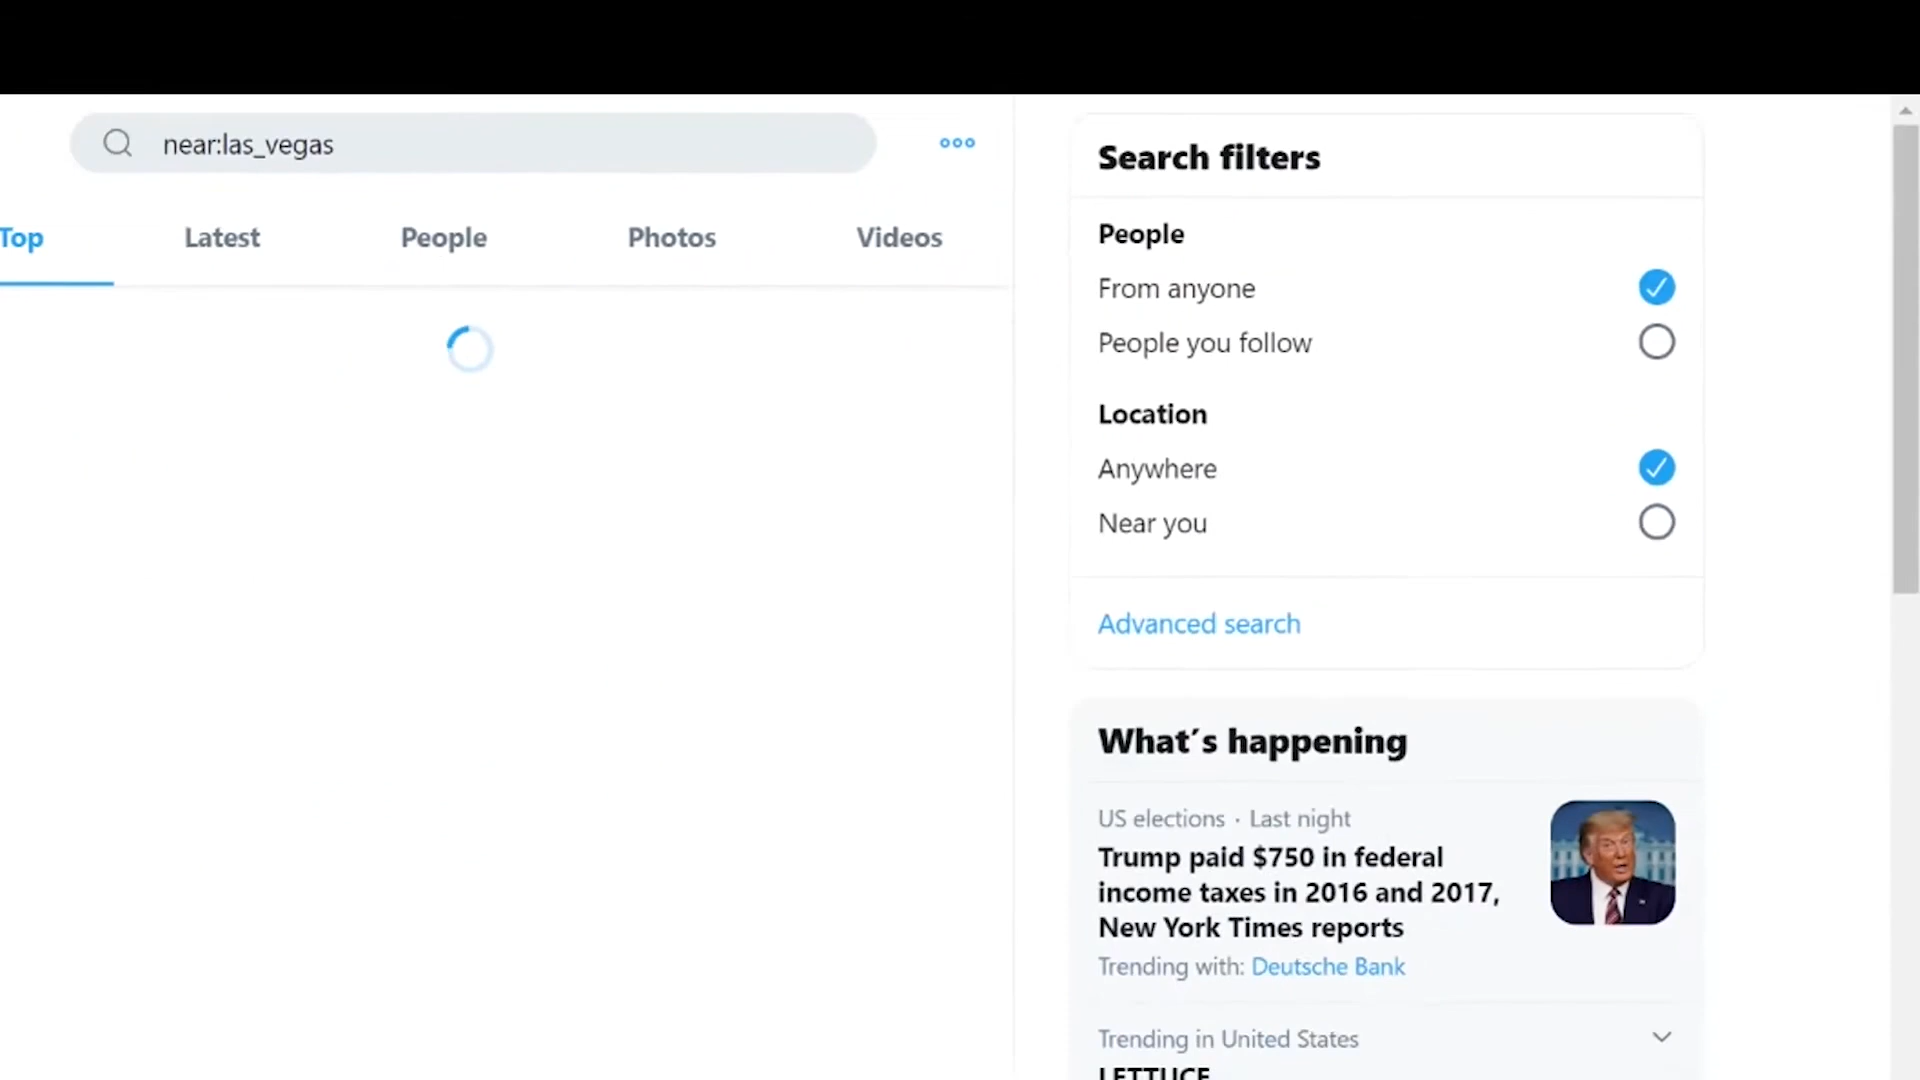 near:las_vegas
Top
Latest
People
Photos
Videos
Search filters
People
From anyone
People you follow
Location
Anywhere
Near you
Advanced search
What´s happening
US elections · Last night
Trump paid $750 in federal
income taxes in 2016 and 2017,
New York Times reports
Trending with: Deutsche Bank
Trending in United States
LETTUCE